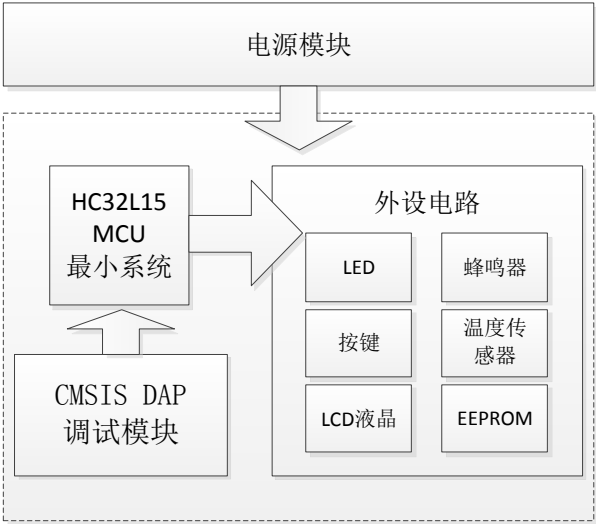 电源模块
HC32L15
MCU
最小系统
外设电路
LED
蜂鸣器
按键
温度传
感器
LCD液晶
EEPROM
CMSIS DAP
调试模块